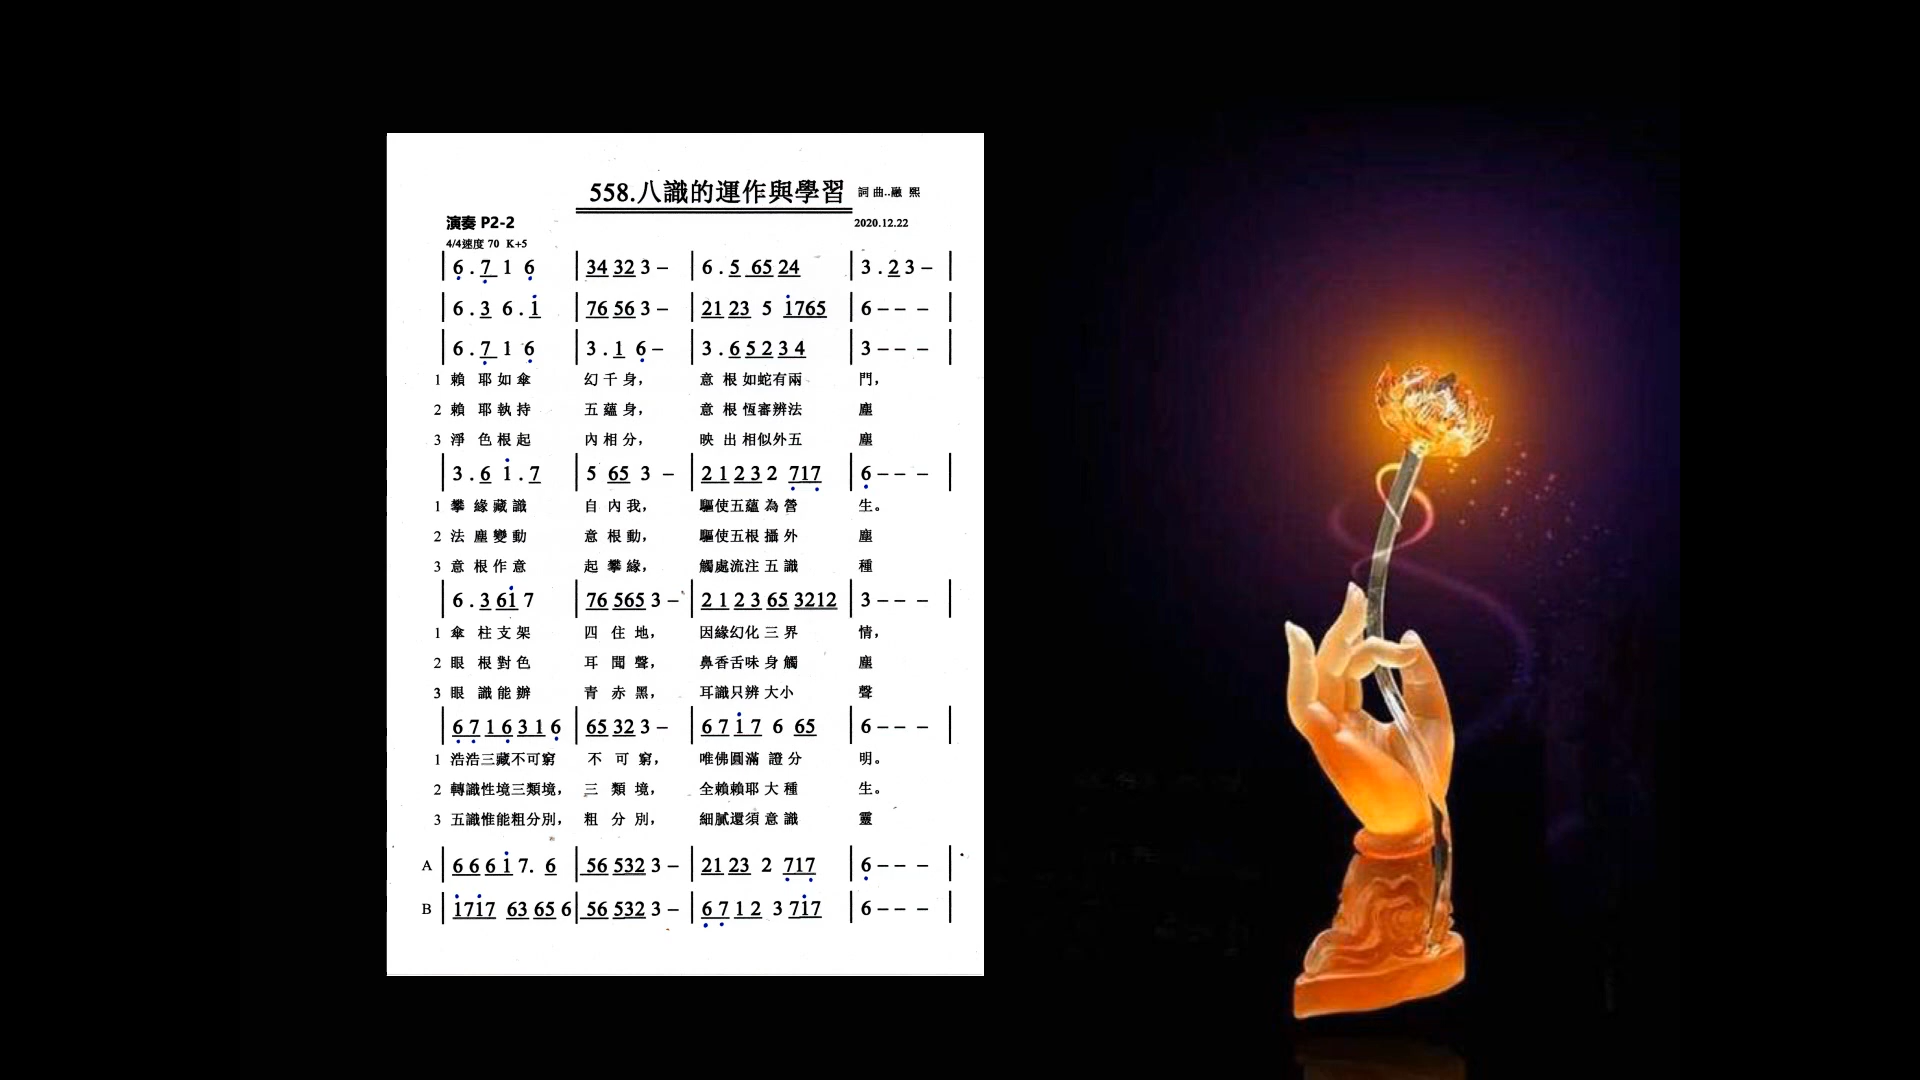 558.八識的運作與學習 詞 曲..融 熙
演奏 P2-2 2020.12.22
4/4速度 70 K+5
|6 . 7 1 6 |34 32 3 – |6 . 5 65 24 |3 . 2 3 – |
|6 . 3 6 . 1 |76 56 3 – |21 23 5 1765 |6 – – – |
|6 . 7 1 6 |3 . 1 6 – |3 . 6 5 2 3 4 |3 – – – |
1 賴 耶 如 傘 幻 千 身， 意 根 如蛇有兩 門，
2 賴 耶 執 持 五 蘊 身， 意 根 恆審辨法 塵
3 淨 色 根 起 內 相 分， 映 出 相似外五 塵
|3 . 6 1 . 7 |5 65 3 – |2 1 2 3 2 717 |6 – – – |
1 攀 緣 藏 識 自 內 我， 驅使五蘊 為 營 生。
2 法 塵 變 動 意 根 動， 驅使五根 攝 外 塵
3 意 根 作 意 起 攀 緣， 觸處流注 五 識 種
|6 . 3 61 7 |76 565 3 – |2 1 2 3 65 3212 |3 – – – |
1 傘 柱 支 架 四 住 地， 因緣幻化 三 界 情，
2 眼 根 對 色 耳 聞 聲， 鼻香舌味 身 觸 塵
3 眼 識 能 辦 青 赤 黑， 耳識只辨 大小 聲
|6 7 1 6 3 1 6 |65 32 3 – |6 7 1 7 6 65 |6 – – – |
1 浩浩三藏不可窮 不 可 窮， 唯佛圓滿 證 分 明。
2 轉識性境三類境， 三 類 境， 全賴賴耶 大 種 生。
3 五識惟能粗分別， 粗 分 別， 細膩還須 意 識 靈
A |6 6 6 1 7. 6 |56 532 3 – |21 23 2 717 |6 – – – |
B |1717 63 65 6|56 532 3 – |6 7 1 2 3 717 |6 – – – |